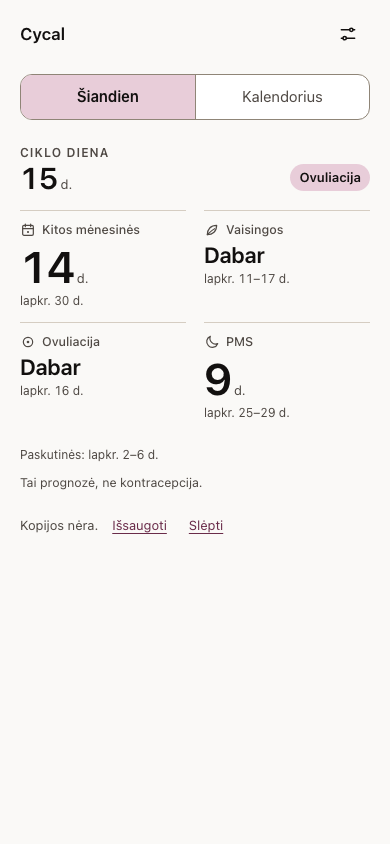 Cycal
Šiandien
Kalendorius
CIKLO DIENA
15 d.
Ovuliacija
Kitos mėnesinės
14 d.
lapkr. 30 d.
Vaisingos
Dabar
lapkr. 11–17 d.
Ovuliacija
Dabar
lapkr. 16 d.
PMS
9 d.
lapkr. 25–29 d.
Paskutinės: lapkr. 2–6 d.
Tai prognozė, ne kontracepcija.
Kopijos nėra. Išsaugoti Slėpti